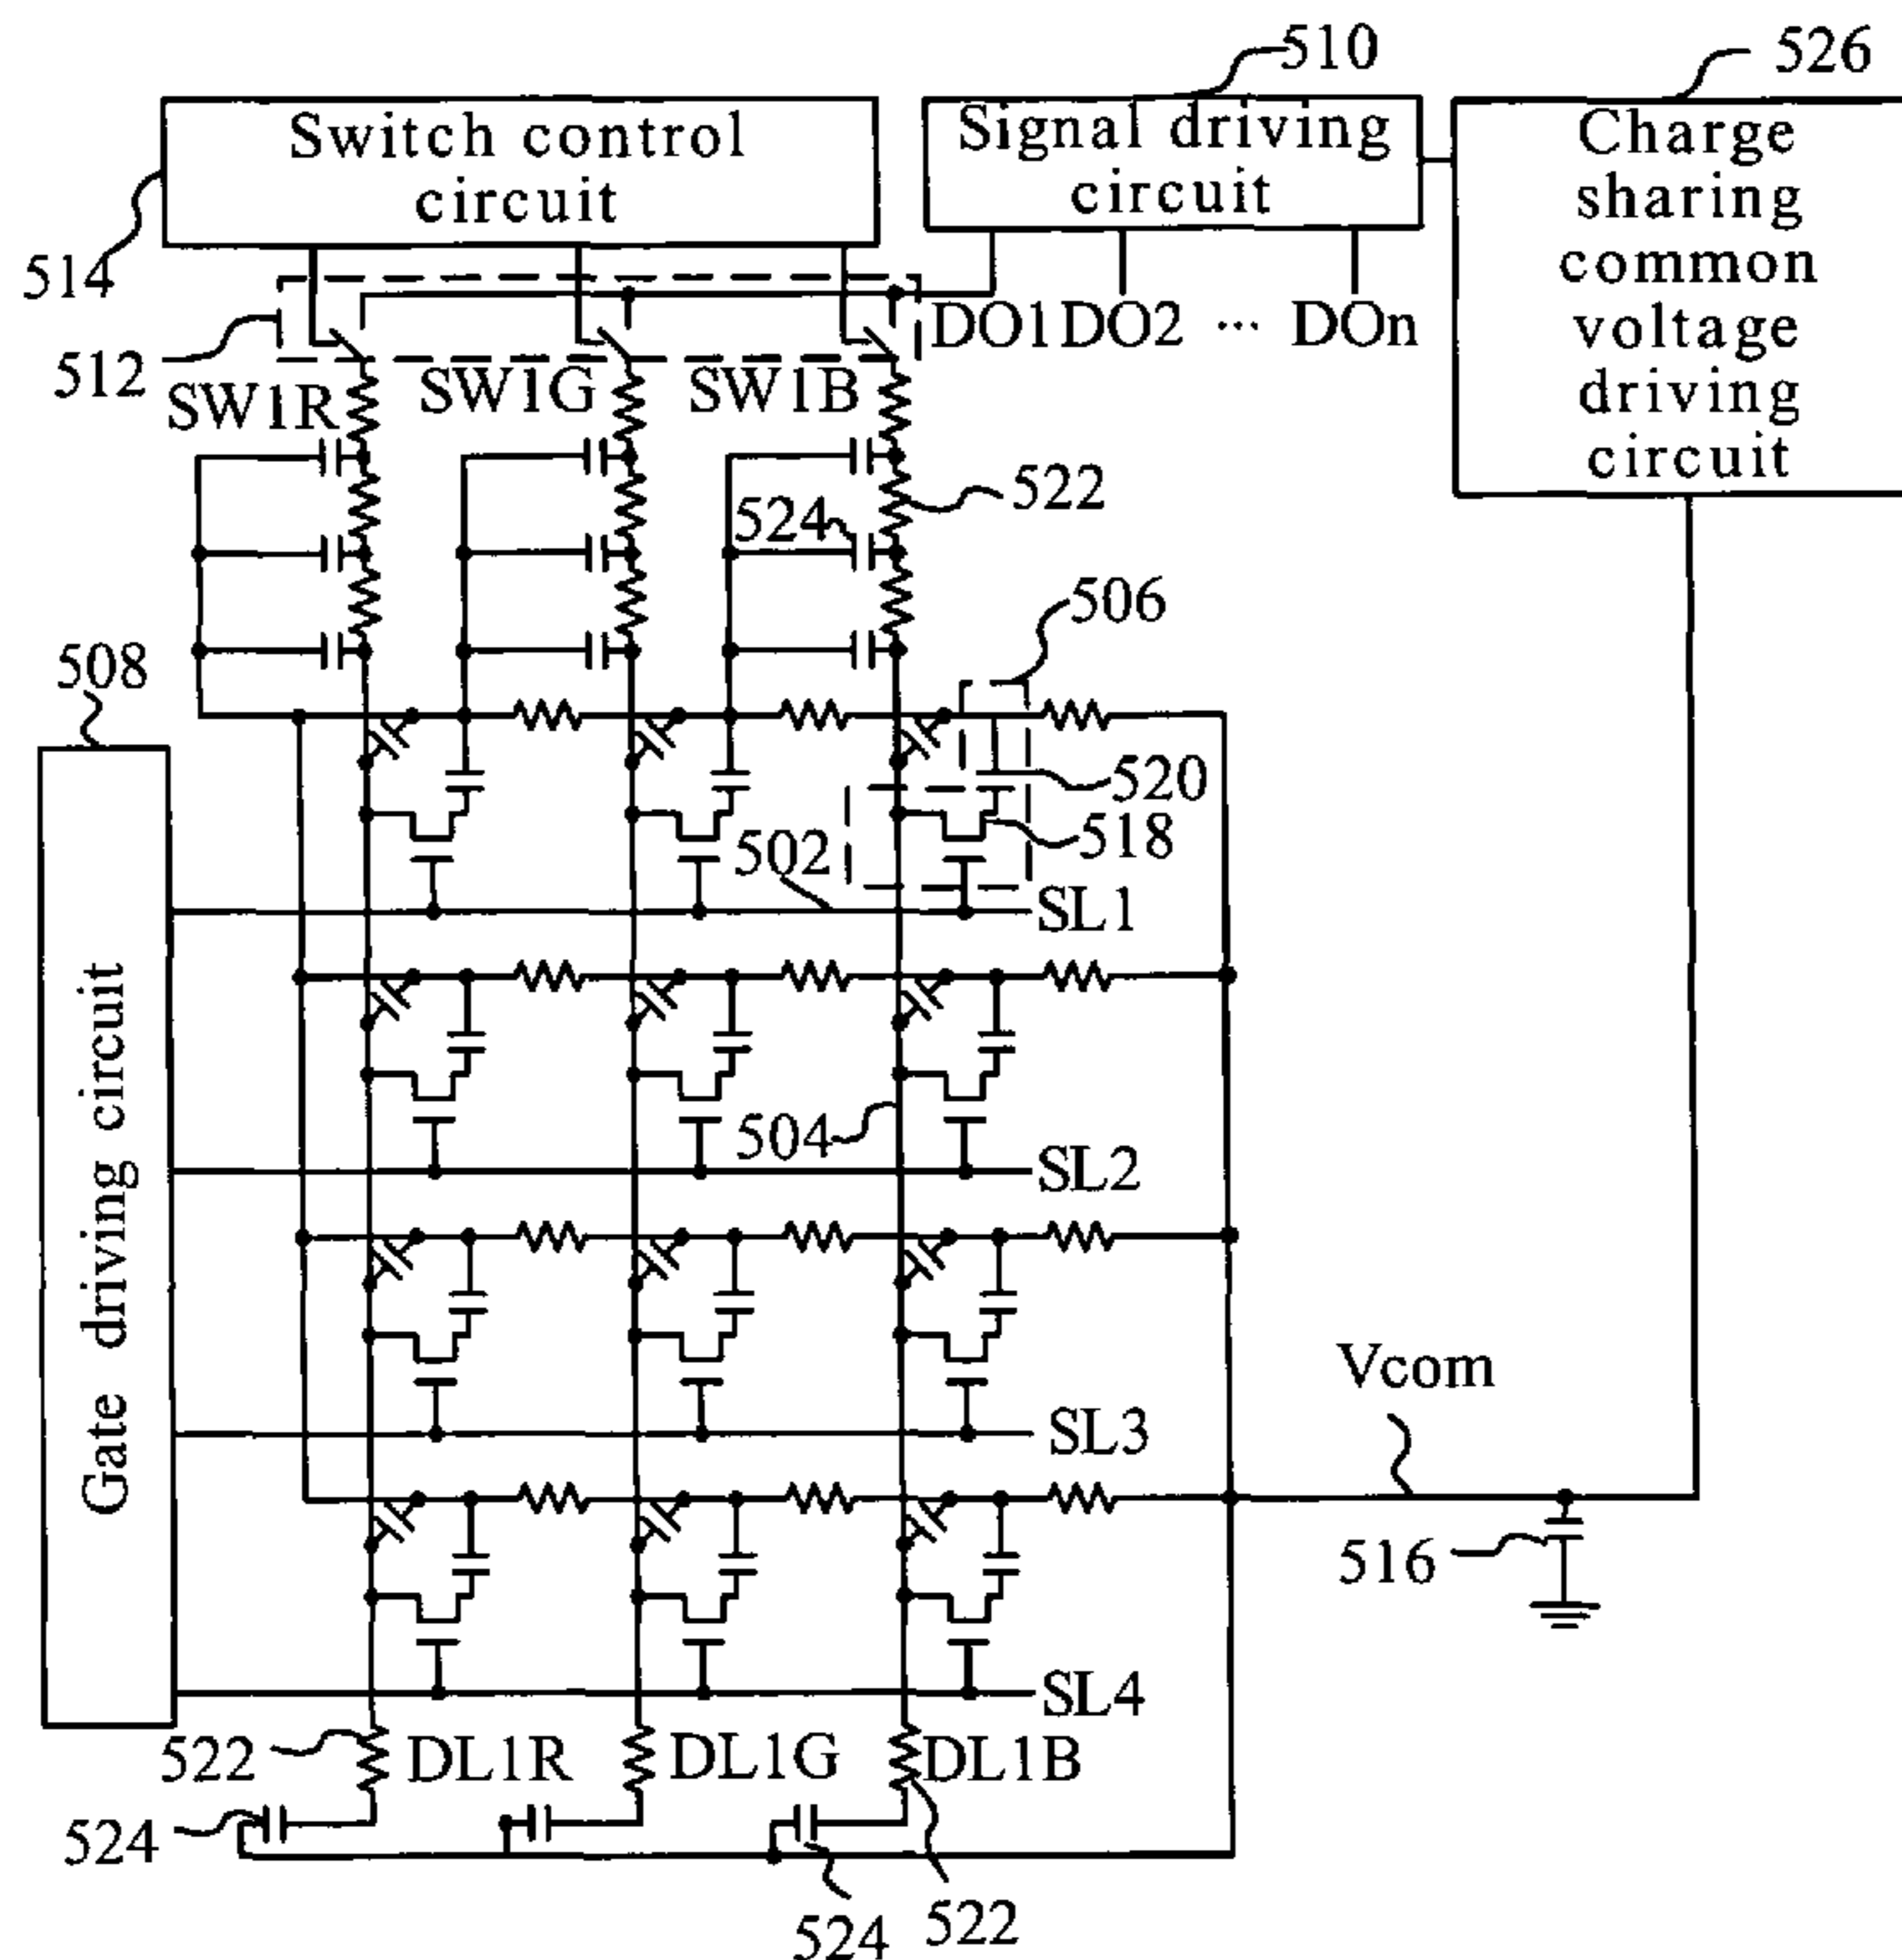 510
526
Switch control
circuit
Signal driving
circuit
Charge
sharing
common
voltage
driving
circuit
514
DO1 DO2 ... DOn
512
SW1R SW1G SW1B
522
524
506
508
520
518
502
SL1
Gate driving circuit
504
SL2
Vcom
SL3
516
SL4
522 DL1R DL1G DL1B
524
524 522